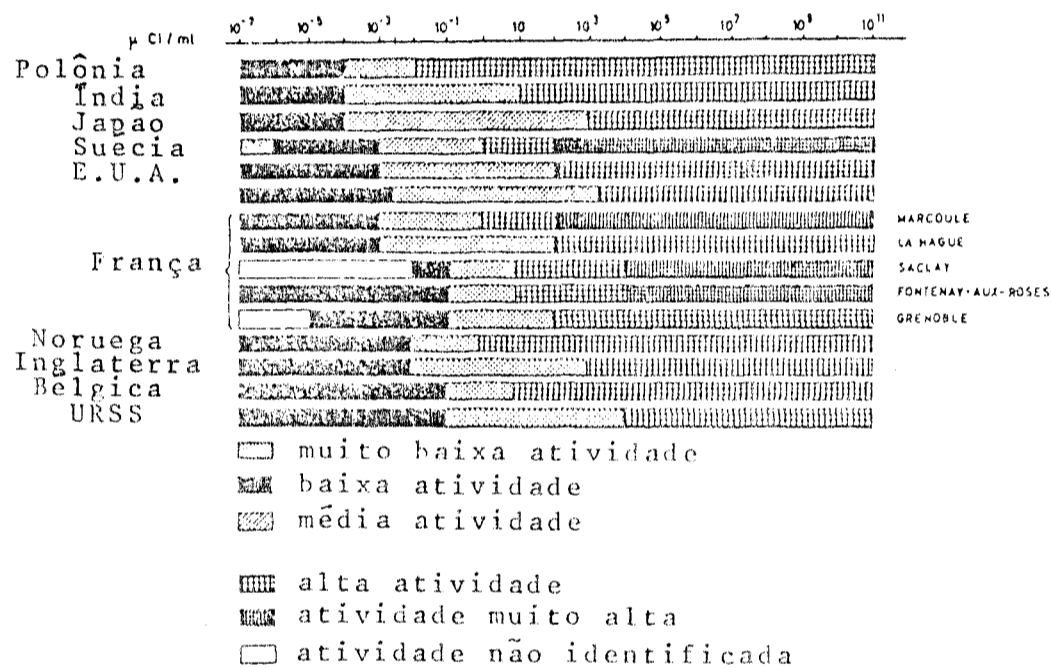 μ Ci/ml 10⁻⁷ 10⁻⁵ 10⁻³ 10⁻¹ 10 10³ 10⁵ 10⁷ 10⁹ 10¹¹
Polônia
Índia
Japão
Suécia
E.U.A.
MARCOULE
LA HAGUE
França SACLAY
FONTENAY-AUX-ROSES
GRENOBLE
Noruega
Inglaterra
Belgica
URSS
muito baixa atividade
baixa atividade
média atividade
alta atividade
atividade muito alta
atividade não identificada